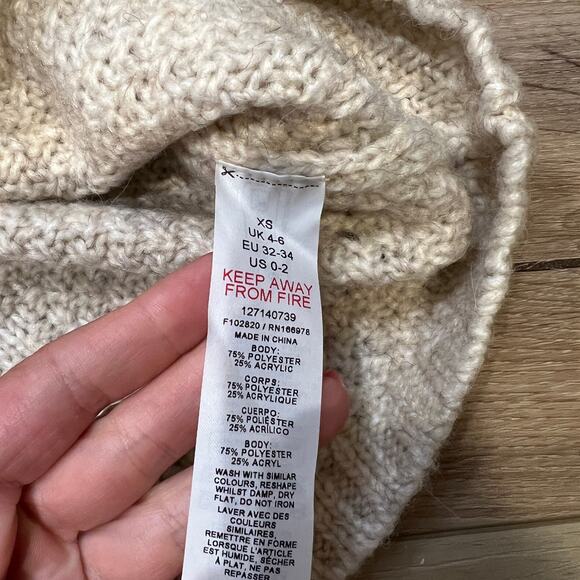 XS
UK 4-6
EU 32-34
US 0-2
KEEP AWAY
FROM FIRE
127140739
F102820 / RN166978
MADE IN CHINA
BODY:
75% POLYESTER
25% ACRYLIC
CORPS:
75% POLYESTER
25% ACRYLIQUE
CUERPO:
75% POLIÉSTER
25% ACRÍLICO
BODY:
75% POLYESTER
25% ACRYL
WASH WITH SIMILAR
COLOURS, RESHAPE
WHILST DAMP, DRY
FLAT, DO NOT IRON
LAVER AVEC DES
COULEURS
SIMILAIRES,
REMETTRE EN FORME
LORSQUE L'ARTICLE
EST HUMIDE, SÉCHER
À PLAT, NE PAS
REPASSER